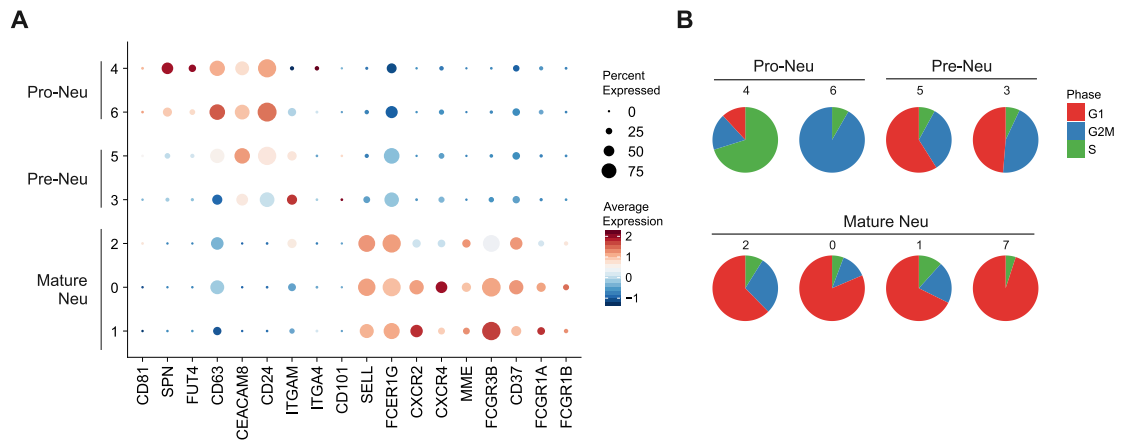 A
Pro-Neu
4
6
Pre-Neu
5
3
Mature
Neu
2
0
1
CD81
SPN
FUT4
CD63
CEACAM8
CD24
ITGAM
ITGA4
CD101
SELL
FCER1G
CXCR2
CXCR4
MME
FCGR3B
CD37
FCGR1A
FCGR1B
Percent
Expressed
0
25
50
75
Average
Expression
2
1
0
−1
B
Pro-Neu
Pre-Neu
4
6
5
3
Phase
G1
G2M
S
Mature Neu
2
0
1
7